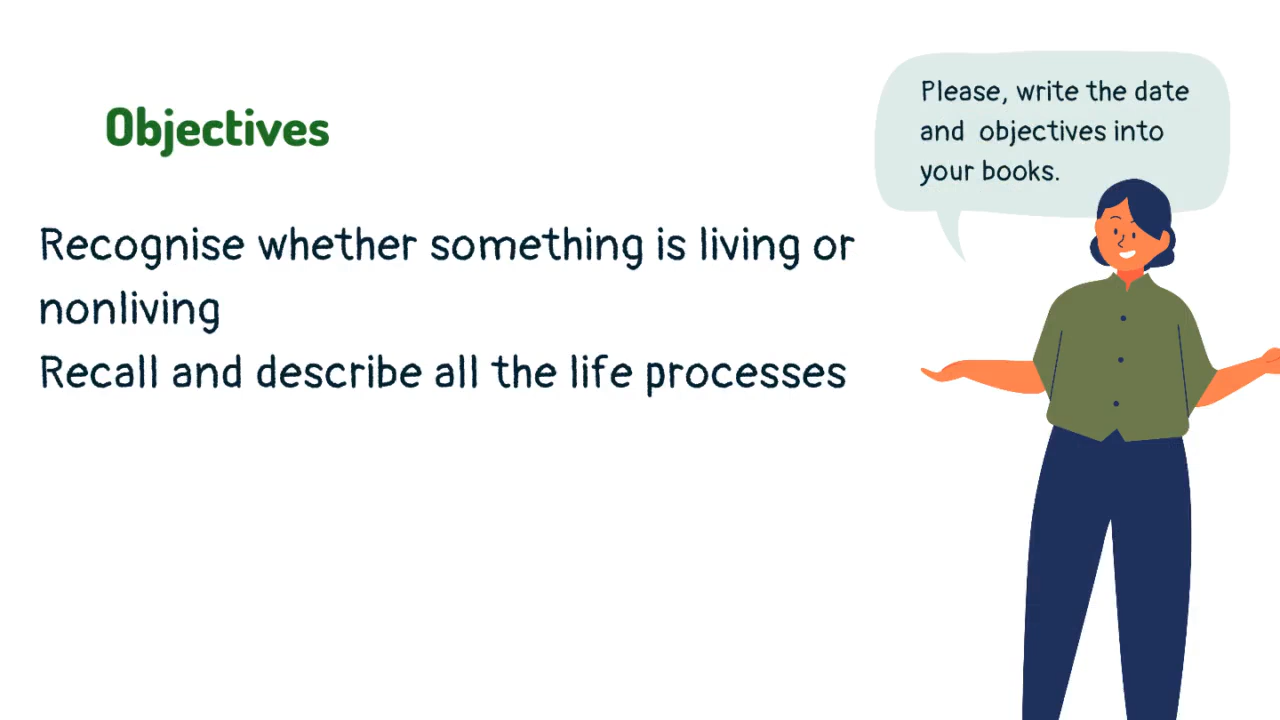 Objectives
Please, write the date
and objectives into
your books.
Recognise whether something is living or
nonliving
Recall and describe all the life processes